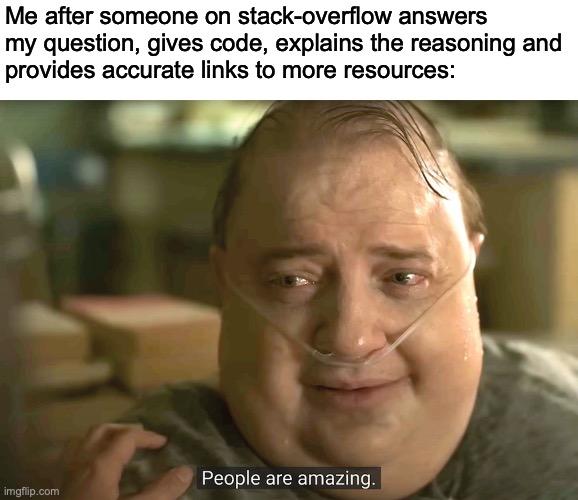 Me after someone on stack-overflow answers
my question, gives code, explains the reasoning and
provides accurate links to more resources:
People are amazing.
imgflip.com